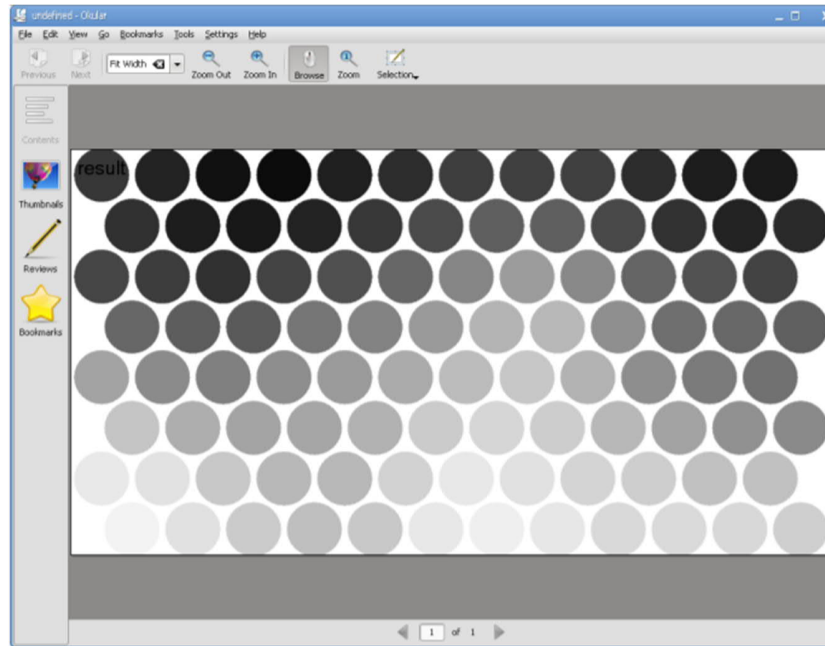 undefined - Okular
File Edit View Go Bookmarks Tools Settings Help
Previous Next Fit Width Zoom Out Zoom In Browse Zoom Selection
Contents
result
Thumbnails
Reviews
Bookmarks
1 of 1